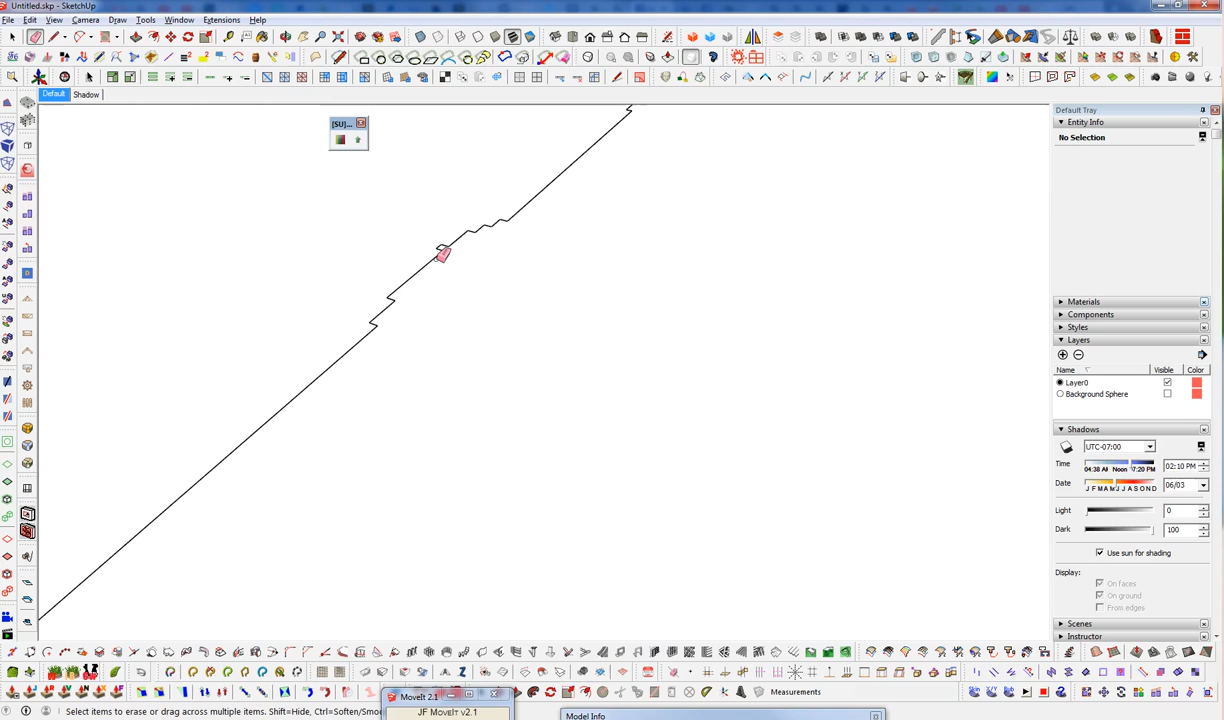 Untitled.skp - SketchUp
File Edit View Camera Draw Tools Window Extensions Help
Default Shadow
[SU]...
Default Tray
Entity Info
No Selection
Materials
Components
Styles
Layers
Name Visible Color
Layer0
Background Sphere
Shadows
UTC-07:00
Time 04:38 AM Noon 7:20 PM 02:10 PM
Date J F M A M J J A S O N D 06/03
Light 0
Dark 100
Use sun for shading
Display:
On faces
On ground
From edges
Scenes
Instructor
Measurements
MoveIt 2.1
JF MoveIt v2.1
Select items to erase or drag across multiple items. Shift=Hide, Ctrl=Soften/Smoo
Model Info